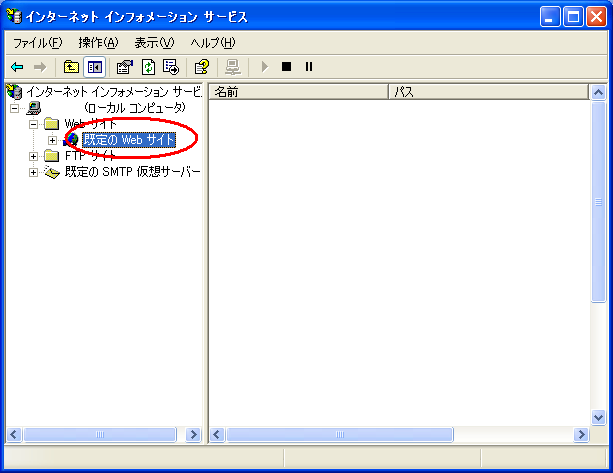 インターネット インフォメーション サービス
ファイル(F) 操作(A) 表示(V) ヘルプ(H)
インターネット インフォメーション サービ
(ローカル コンピュータ)
Web サイト
既定の Web サイト
FTP サイト
既定の SMTP 仮想サーバー
名前 パス